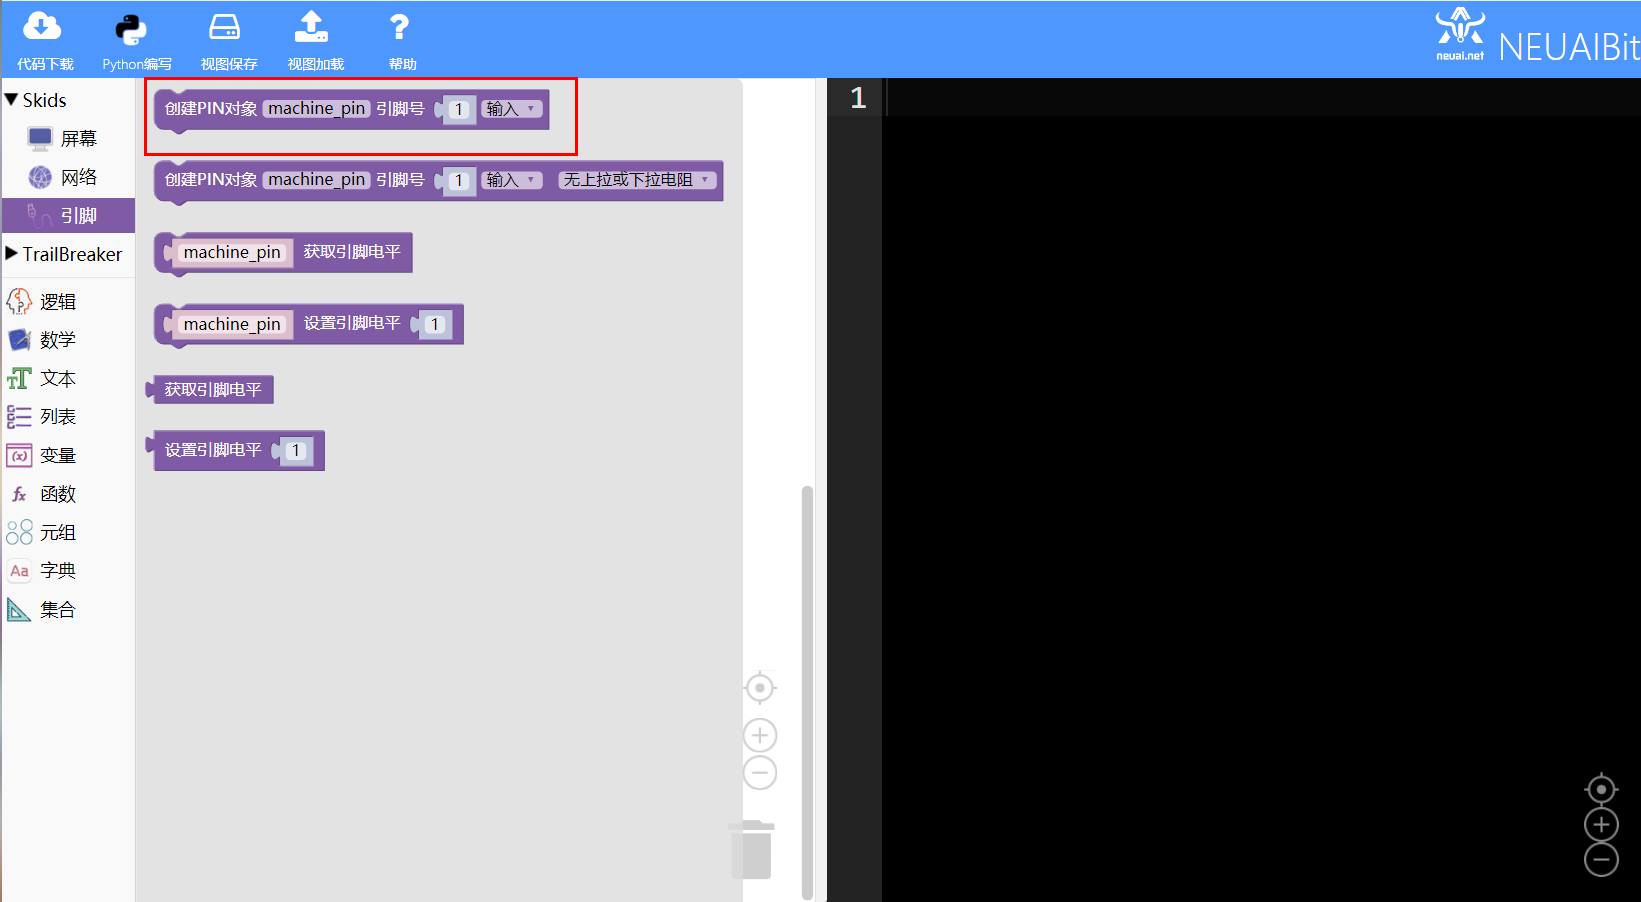 代码下载 Python编写 视图保存 视图加载 帮助
neuai.net NEUAIBit
Skids
屏幕
网络
引脚
TrailBreaker
逻辑
数学
文本
列表
变量
函数
元组
字典
集合
创建PIN对象 machine_pin 引脚号 1 输入
创建PIN对象 machine_pin 引脚号 1 输入 无上拉或下拉电阻
machine_pin 获取引脚电平
machine_pin 设置引脚电平 1
获取引脚电平
设置引脚电平 1
1